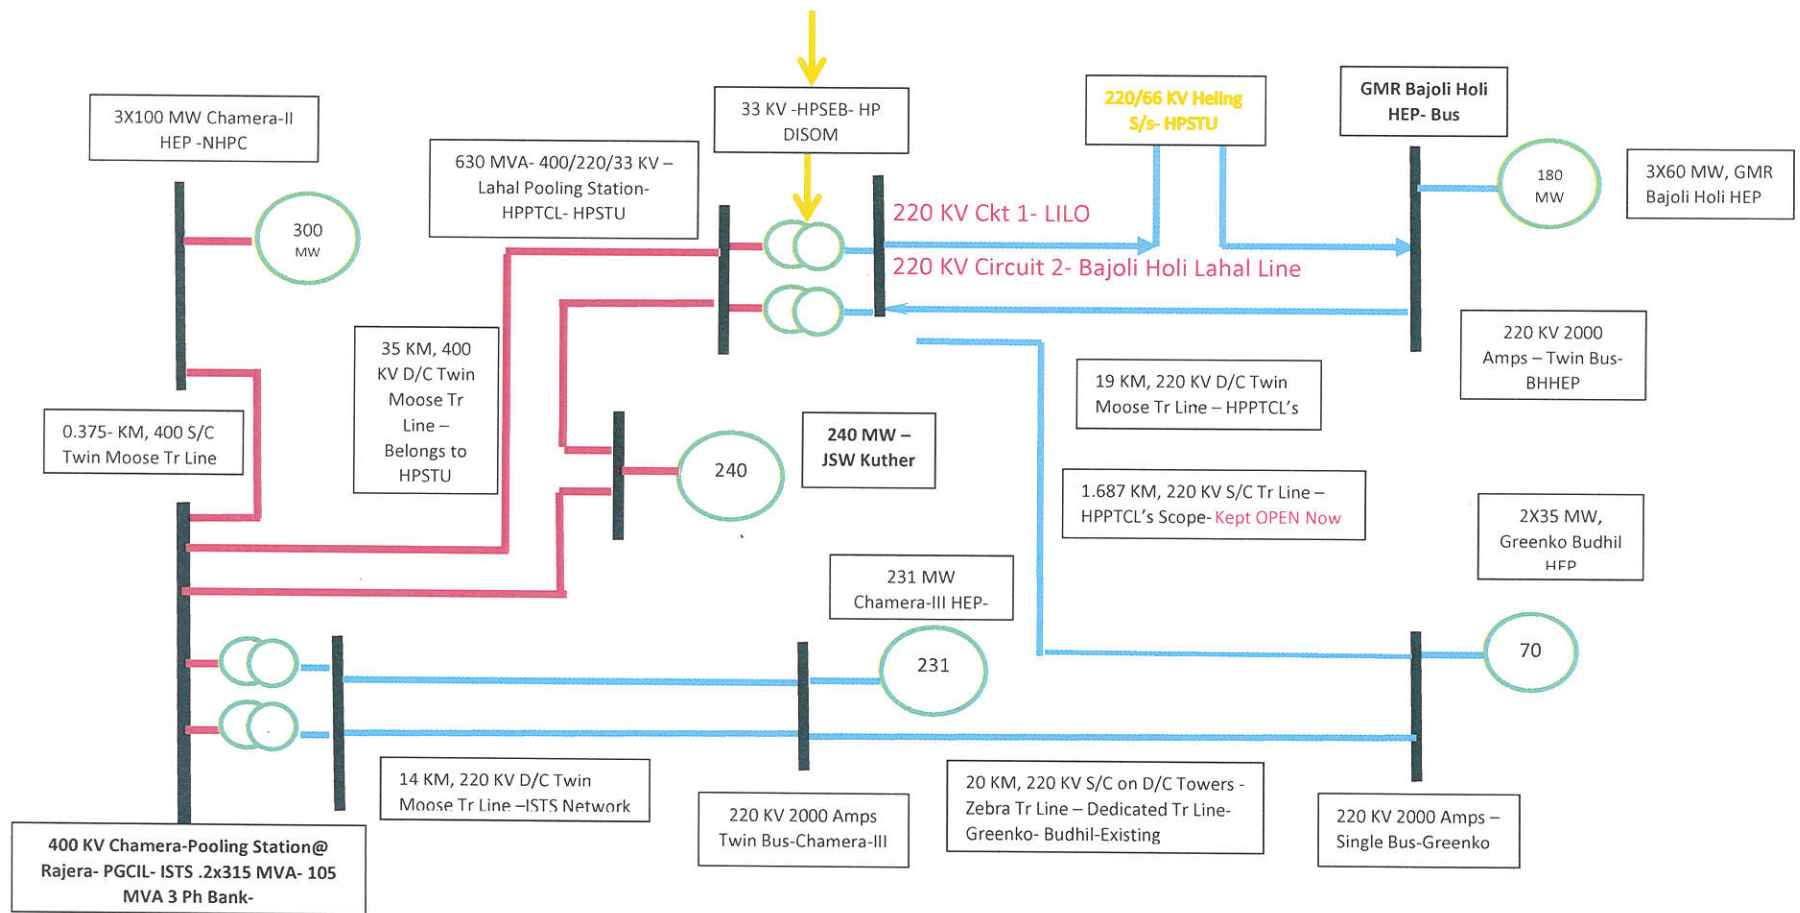 3X100 MW Chamera-II
HEP -NHPC
33 KV -HPSEB- HP
DISOM
220/66 KV Heling
S/s- HPSTU
GMR Bajoli Holi
HEP- Bus
630 MVA- 400/220/33 KV –
Lahal Pooling Station-
HPPTCL- HPSTU
180
MW
3X60 MW, GMR
Bajoli Holi HEP
300
MW
220 KV Ckt 1- LILO
220 KV Circuit 2- Bajoli Holi Lahal Line
35 KM, 400
KV D/C Twin
Moose Tr
Line –
Belongs to
HPSTU
220 KV 2000
Amps – Twin Bus-
BHHEP
19 KM, 220 KV D/C Twin
Moose Tr Line – HPPTCL's
0.375- KM, 400 S/C
Twin Moose Tr Line
240 MW –
JSW Kuther
240
1.687 KM, 220 KV S/C Tr Line –
HPPTCL's Scope- Kept OPEN Now
2X35 MW,
Greenko Budhil
HEP
231 MW
Chamera-III HEP-
231
70
14 KM, 220 KV D/C Twin
Moose Tr Line –ISTS Network
220 KV 2000 Amps
Twin Bus-Chamera-III
20 KM, 220 KV S/C on D/C Towers -
Zebra Tr Line – Dedicated Tr Line-
Greenko- Budhil-Existing
220 KV 2000 Amps –
Single Bus-Greenko
400 KV Chamera-Pooling Station@
Rajera- PGCIL- ISTS .2x315 MVA- 105
MVA 3 Ph Bank-